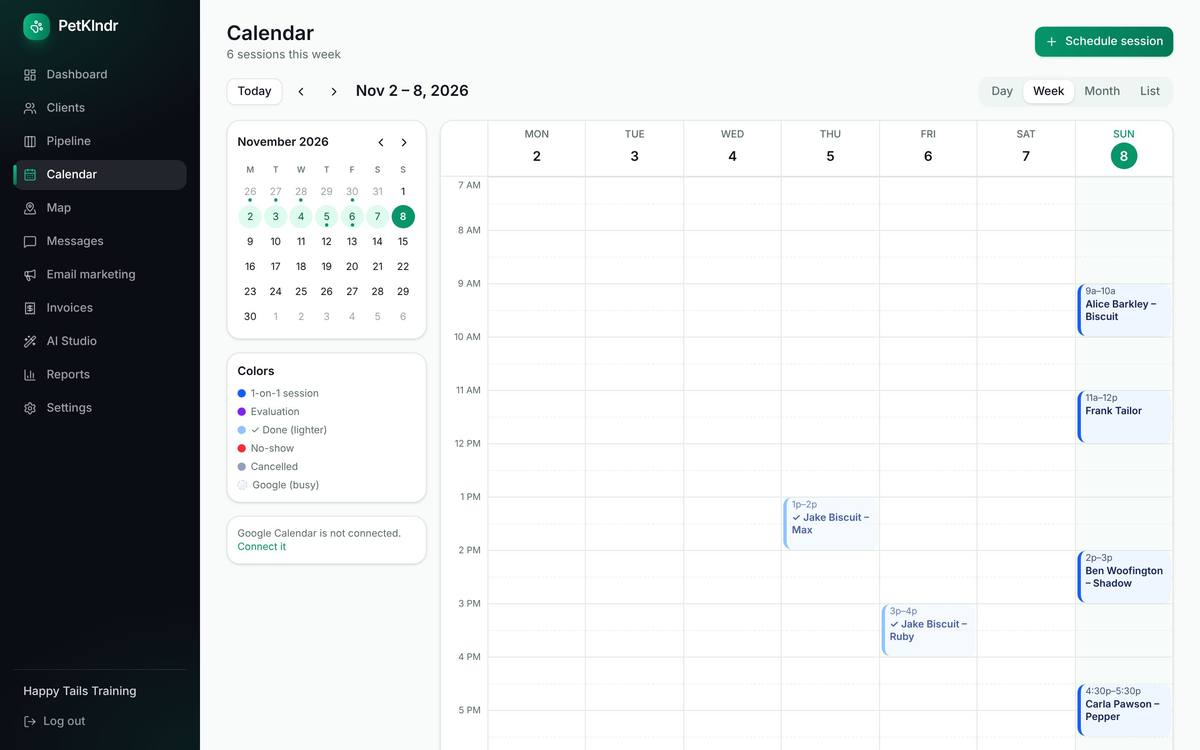 PetKIndr
Dashboard
Clients
Pipeline
Calendar
Map
Messages
Email marketing
Invoices
AI Studio
Reports
Settings
Happy Tails Training
Log out
Calendar
6 sessions this week
+ Schedule session
Today
Nov 2 – 8, 2026
Day Week Month List
November 2026
M T W T F S S
26 27 28 29 30 31 1
2 3 4 5 6 7 8
9 10 11 12 13 14 15
16 17 18 19 20 21 22
23 24 25 26 27 28 29
30 1 2 3 4 5 6
Colors
1-on-1 session
Evaluation
✓ Done (lighter)
No-show
Cancelled
Google (busy)
Google Calendar is not connected.
Connect it
MON TUE WED THU FRI SAT SUN
2 3 4 5 6 7 8
7 AM
8 AM
9 AM
9a–10a
Alice Barkley –
Biscuit
10 AM
11 AM
11a–12p
Frank Tailor
12 PM
1 PM
1p–2p
✓ Jake Biscuit –
Max
2 PM
2p–3p
Ben Woofington
– Shadow
3 PM
3p–4p
✓ Jake Biscuit –
Ruby
4 PM
4:30p–5:30p
Carla Pawson –
Pepper
5 PM